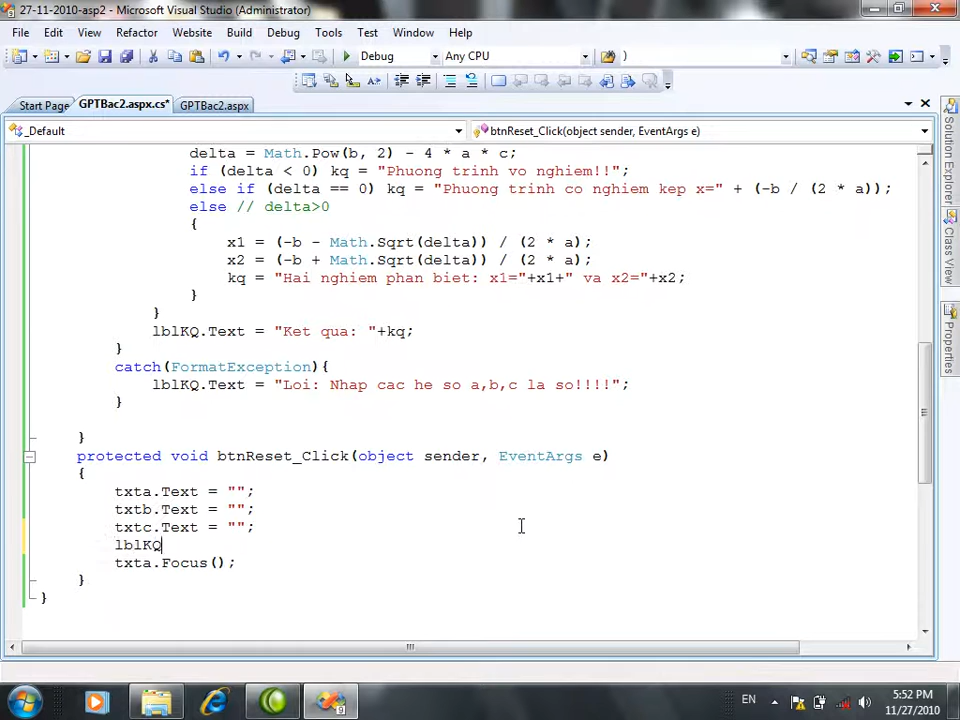 27-11-2010-asp2 - Microsoft Visual Studio (Administrator)
File Edit View Refactor Website Build Debug Tools Test Window Help
Debug Any CPU )
Start Page GPTBac2.aspx.cs* GPTBac2.aspx
_Default btnReset_Click(object sender, EventArgs e)
delta = Math.Pow(b, 2) - 4 * a * c;
if (delta < 0) kq = "Phuong trinh vo nghiem!!";
else if (delta == 0) kq = "Phuong trinh co nghiem kep x=" + (-b / (2 * a));
else // delta>0
{
x1 = (-b - Math.Sqrt(delta)) / (2 * a);
x2 = (-b + Math.Sqrt(delta)) / (2 * a);
kq = "Hai nghiem phan biet: x1="+x1+" va x2="+x2;
}
}
lblKQ.Text = "Ket qua: "+kq;
}
catch(FormatException){
lblKQ.Text = "Loi: Nhap cac he so a,b,c la so!!!!";
}
}
protected void btnReset_Click(object sender, EventArgs e)
{
txta.Text = "";
txtb.Text = "";
txtc.Text = "";
lblKQ
txta.Focus();
}
}
Solution Explorer
Class View
Properties
EN
5:52 PM
11/27/2010